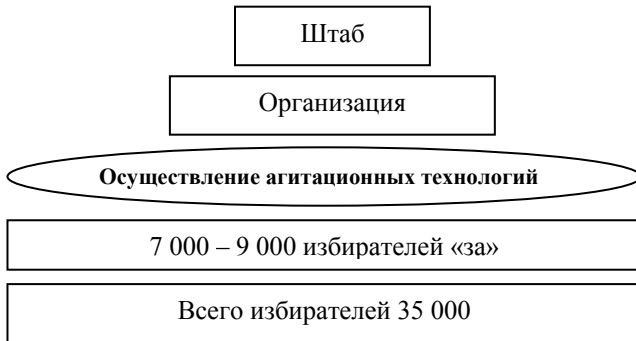 Штаб
Организация
Осуществление агитационных технологий
7 000 – 9 000 избирателей «за»
Всего избирателей 35 000